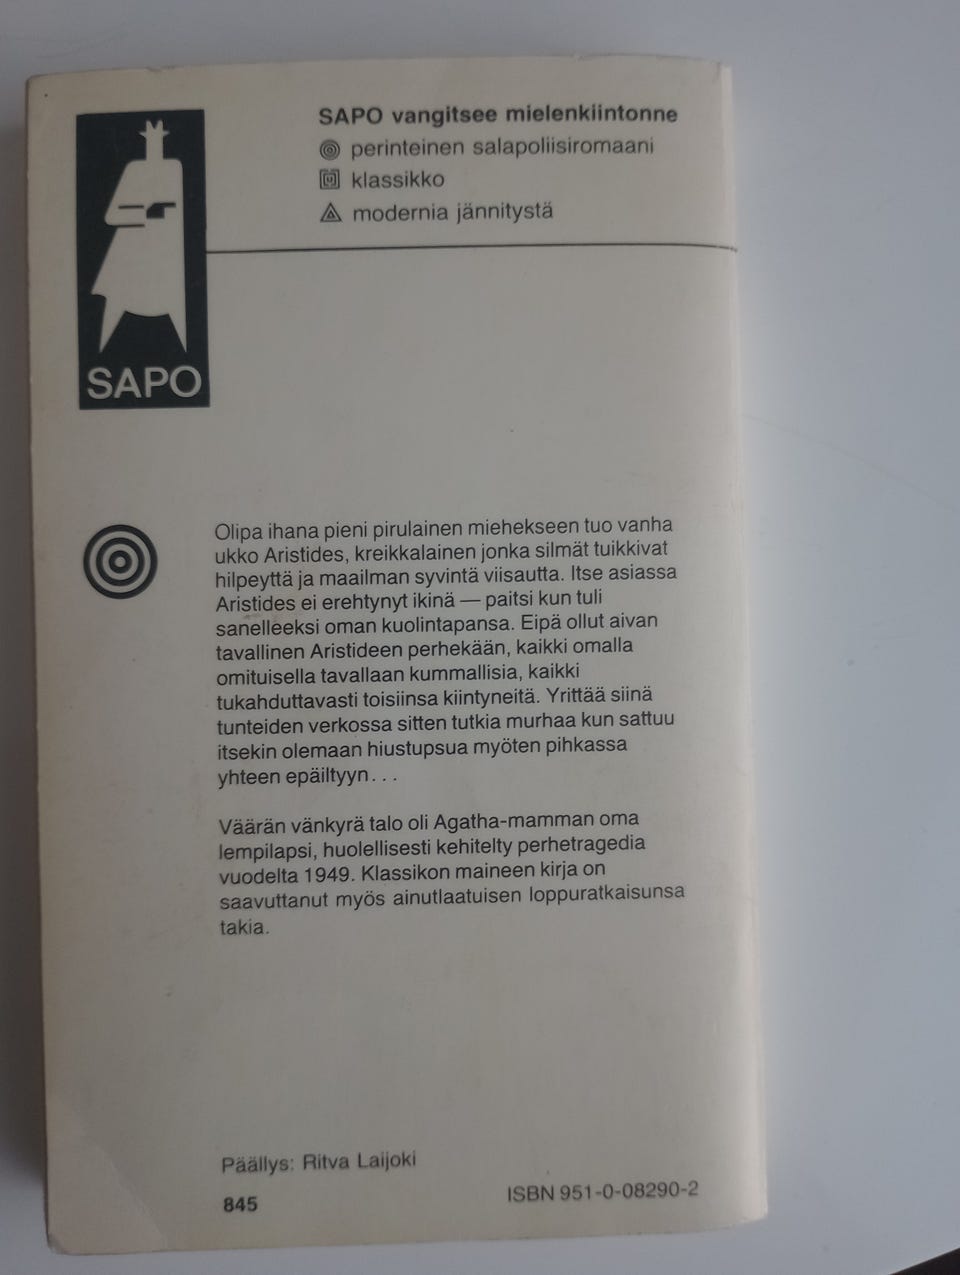 SAPO vangitsee mielenkiintonne
perinteinen salapoliisiromaani
klassikko
modernia jännitystä
SAPO
Olipa ihana pieni pirulainen miehekseen tuo vanha
ukko Aristides, kreikkalainen jonka silmät tuikkivat
hilpeyttä ja maailman syvintä viisautta. Itse asiassa
Aristides ei erehtynyt ikinä — paitsi kun tuli
sanelleeksi oman kuolintapansa. Eipä ollut aivan
tavallinen Aristideen perhekään, kaikki omalla
omituisella tavallaan kummallisia, kaikki
tukahduttavasti toisiinsa kiintyneitä. Yrittää siinä
tunteiden verkossa sitten tutkia murhaa kun sattuu
itsekin olemaan hiustupsua myöten pihkassa
yhteen epäiltyyn...
Väärän vänkyrä talo oli Agatha-mamman oma
lempilapsi, huolellisesti kehitelty perhetragedia
vuodelta 1949. Klassikon maineen kirja on
saavuttanut myös ainutlaatuisen loppuratkaisunsa
takia.
Päällys: Ritva Laijoki
845
ISBN 951-0-08290-2